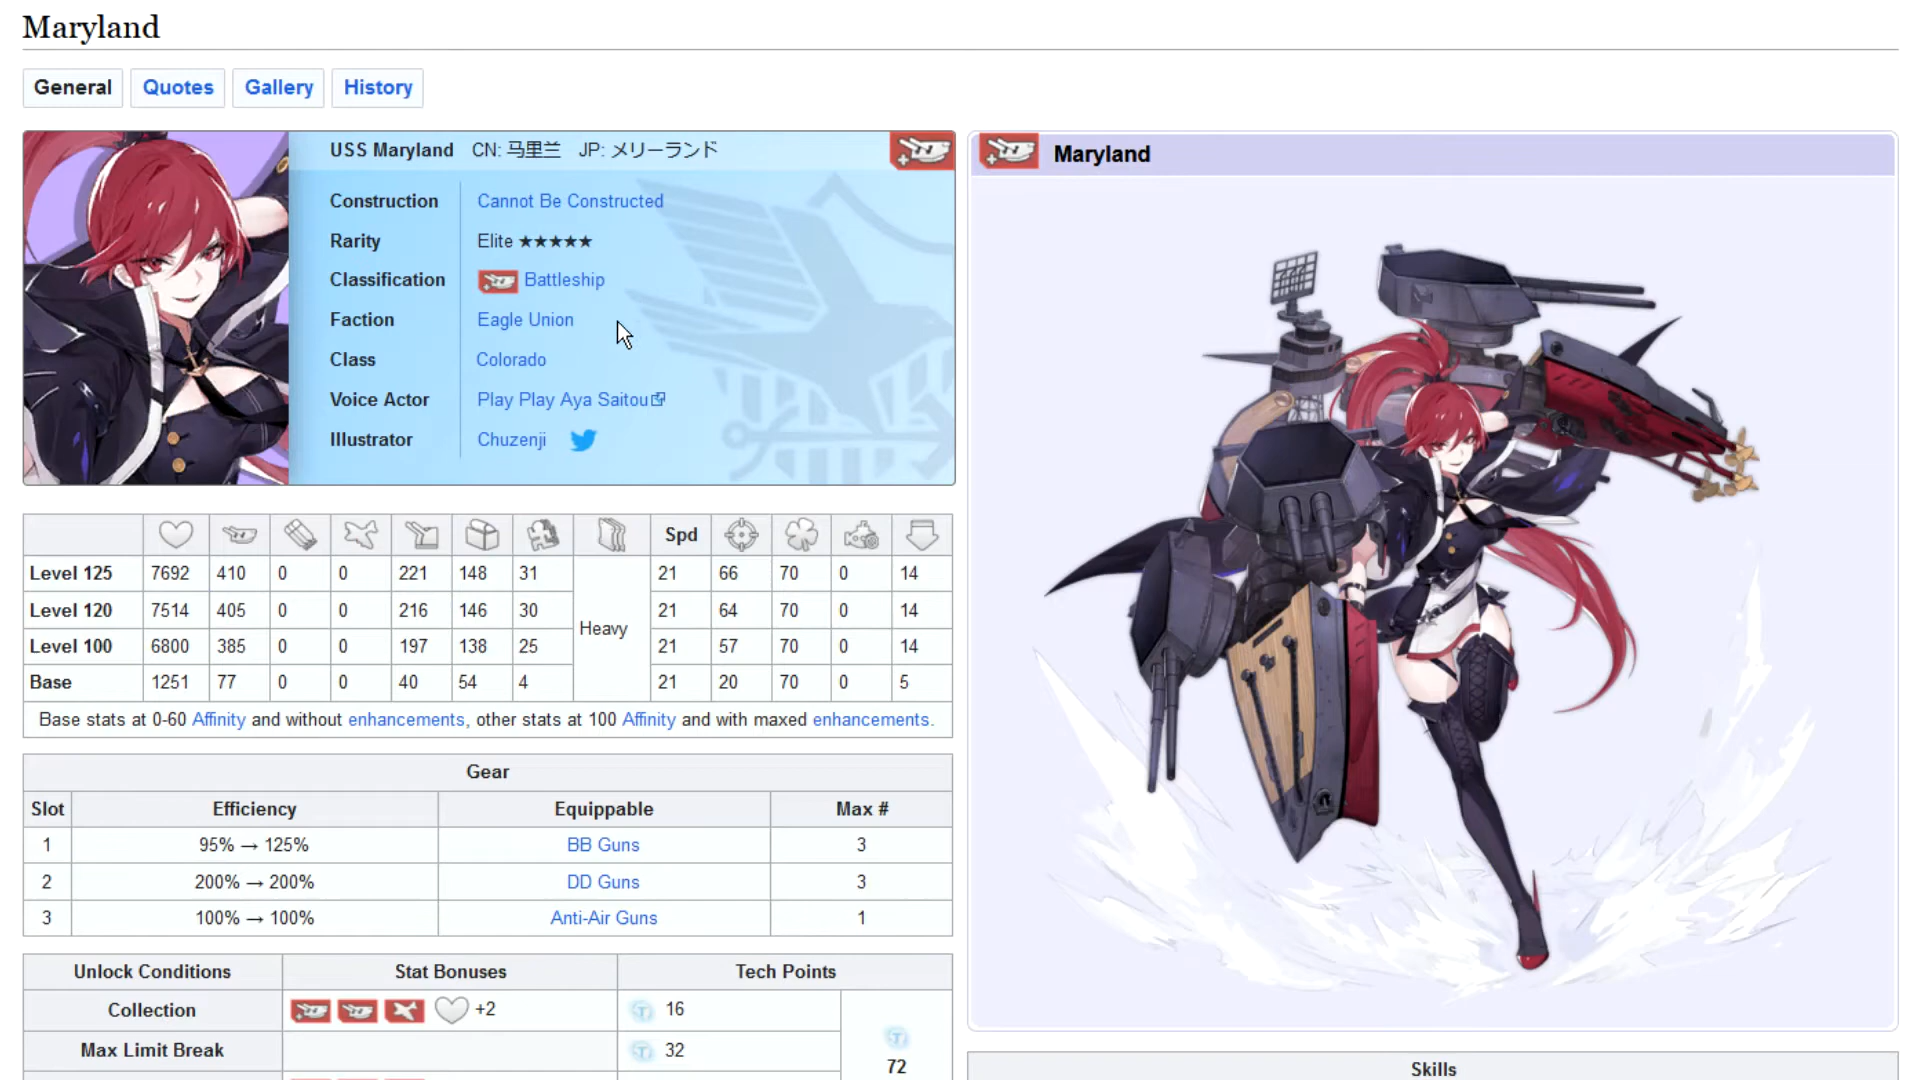 Maryland
General Quotes Gallery History
USS Maryland CN: 马里兰 JP: メリーランド
Construction Cannot Be Constructed
Rarity Elite ★★★★★
Classification Battleship
Faction Eagle Union
Class Colorado
Voice Actor Play Play Aya Saitou
Illustrator Chuzenji
Maryland
Spd
Level 125 7692 410 0 0 221 148 31 Heavy 21 66 70 0 14
Level 120 7514 405 0 0 216 146 30 21 64 70 0 14
Level 100 6800 385 0 0 197 138 25 21 57 70 0 14
Base 1251 77 0 0 40 54 4 21 20 70 0 5
Base stats at 0-60 Affinity and without enhancements, other stats at 100 Affinity and with maxed enhancements.
Gear
Slot Efficiency Equippable Max #
1 95% → 125% BB Guns 3
2 200% → 200% DD Guns 3
3 100% → 100% Anti-Air Guns 1
Unlock Conditions Stat Bonuses Tech Points
Collection +2 16
Max Limit Break 32
72
Skills